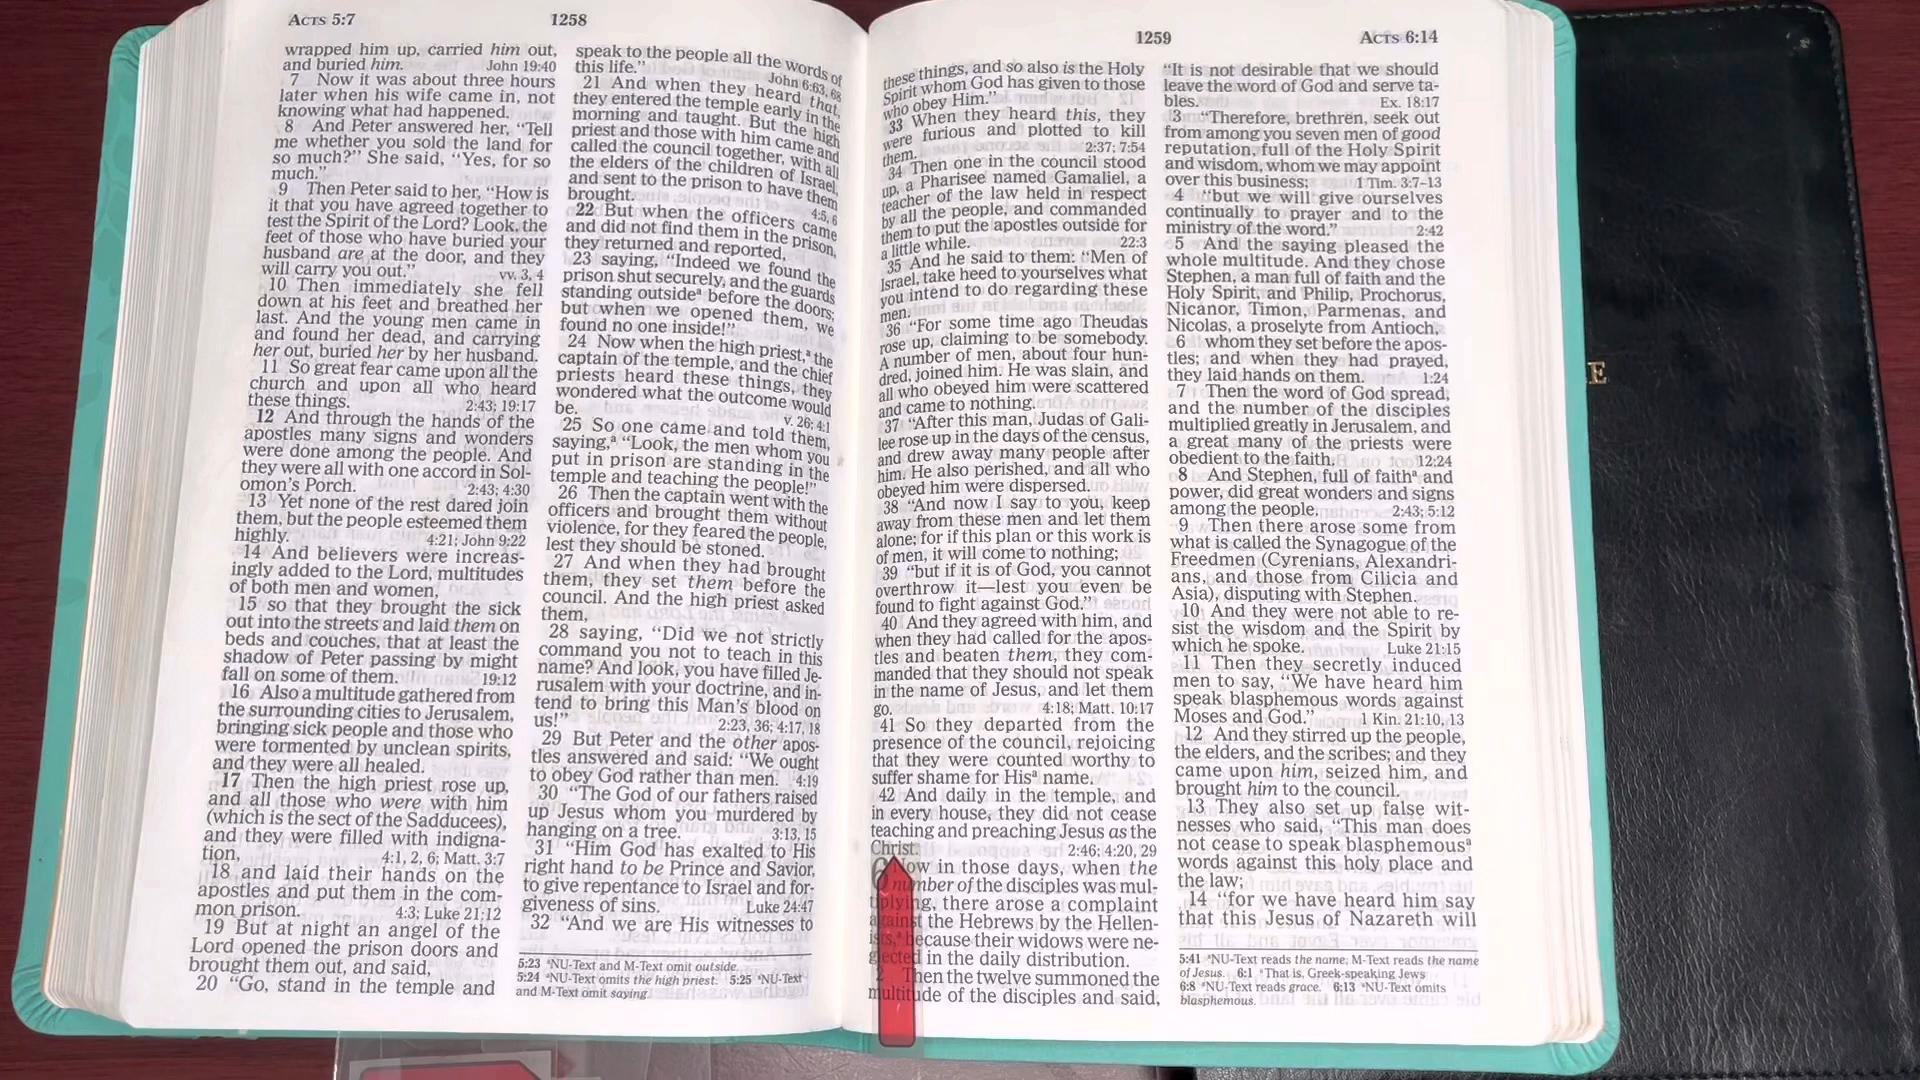 ACTS 5:7
1258
wrapped him up, carried him out,
and buried him. John 19:40
7 Now it was about three hours
later when his wife came in, not
knowing what had happened.
8 And Peter answered her, “Tell
me whether you sold the land for
so much?” She said, “Yes, for so
much.”
9 Then Peter said to her, “How is
it that you have agreed together to
test the Spirit of the Lord? Look, the
feet of those who have buried your
husband are at the door, and they
will carry you out.” vv. 3, 4
10 Then immediately she fell
down at his feet and breathed her
last. And the young men came in
and found her dead, and carrying
her out, buried her by her husband.
11 So great fear came upon all the
church and upon all who heard
these things. 2:43; 19:17
12 And through the hands of the
apostles many signs and wonders
were done among the people. And
they were all with one accord in Sol-
omon’s Porch. 2:43; 4:30
13 Yet none of the rest dared join
them, but the people esteemed them
highly. 4:21; John 9:22
14 And believers were increas-
ingly added to the Lord, multitudes
of both men and women,
15 so that they brought the sick
out into the streets and laid them on
beds and couches, that at least the
shadow of Peter passing by might
fall on some of them. 19:12
16 Also a multitude gathered from
the surrounding cities to Jerusalem,
bringing sick people and those who
were tormented by unclean spirits,
and they were all healed.
17 Then the high priest rose up,
and all those who were with him
(which is the sect of the Sadducees),
and they were filled with indigna-
tion, 4:1, 2, 6; Matt. 3:7
18 and laid their hands on the
apostles and put them in the com-
mon prison. 4:3; Luke 21:12
19 But at night an angel of the
Lord opened the prison doors and
brought them out, and said,
20 “Go, stand in the temple and
speak to the people all the words of
this life.” John 6:63, 68
21 And when they heard that,
they entered the temple early in the
morning and taught. But the high
priest and those with him came and
called the council together, with all
the elders of the children of Israel,
and sent to the prison to have them
brought. 4:5, 6
22 But when the officers came
and did not find them in the prison,
they returned and reported,
23 saying, “Indeed we found the
prison shut securely, and the guards
standing outsideª before the doors;
but when we opened them, we
found no one inside!”
24 Now when the high priest,ª the
captain of the temple, and the chief
priests heard these things, they
wondered what the outcome would
be. v. 26; 4:1
25 So one came and told them,
saying,ª “Look, the men whom you
put in prison are standing in the
temple and teaching the people!”
26 Then the captain went with the
officers and brought them without
violence, for they feared the people,
lest they should be stoned.
27 And when they had brought
them, they set them before the
council. And the high priest asked
them,
28 saying, “Did we not strictly
command you not to teach in this
name? And look, you have filled Je-
rusalem with your doctrine, and in-
tend to bring this Man’s blood on
us!” 2:23, 36; 4:17, 18
29 But Peter and the other apos-
tles answered and said: “We ought
to obey God rather than men. 4:19
30 “The God of our fathers raised
up Jesus whom you murdered by
hanging on a tree. 3:13, 15
31 “Him God has exalted to His
right hand to be Prince and Savior,
to give repentance to Israel and for-
giveness of sins. Luke 24:47
32 “And we are His witnesses to
5:23 ªNU-Text and M-Text omit outside.
5:24 ªNU-Text omits the high priest. 5:25 ªNU-Text
and M-Text omit saying.
1259
ACTS 6:14
these things, and so also is the Holy
Spirit whom God has given to those
who obey Him.”
33 When they heard this, they
were furious and plotted to kill
them. 2:37; 7:54
34 Then one in the council stood
up, a Pharisee named Gamaliel, a
teacher of the law held in respect
by all the people, and commanded
them to put the apostles outside for
a little while. 22:3
35 And he said to them: “Men of
Israel, take heed to yourselves what
you intend to do regarding these
men.
36 “For some time ago Theudas
rose up, claiming to be somebody.
A number of men, about four hun-
dred, joined him. He was slain, and
all who obeyed him were scattered
and came to nothing.
37 “After this man, Judas of Gali-
lee rose up in the days of the census,
and drew away many people after
him. He also perished, and all who
obeyed him were dispersed.
38 “And now I say to you, keep
away from these men and let them
alone; for if this plan or this work is
of men, it will come to nothing;
39 “but if it is of God, you cannot
overthrow it—lest you even be
found to fight against God.”
40 And they agreed with him, and
when they had called for the apos-
tles and beaten them, they com-
manded that they should not speak
in the name of Jesus, and let them
go. 4:18; Matt. 10:17
41 So they departed from the
presence of the council, rejoicing
that they were counted worthy to
suffer shame for Hisª name.
42 And daily in the temple, and
in every house, they did not cease
teaching and preaching Jesus as the
Christ. 2:46; 4:20, 29
6 Now in those days, when the
number of the disciples was mul-
tiplying, there arose a complaint
against the Hebrews by the Hellen-
ists,ª because their widows were ne-
glected in the daily distribution.
2 Then the twelve summoned the
multitude of the disciples and said,
“It is not desirable that we should
leave the word of God and serve ta-
bles. Ex. 18:17
3 “Therefore, brethren, seek out
from among you seven men of good
reputation, full of the Holy Spirit
and wisdom, whom we may appoint
over this business; 1 Tim. 3:7–13
4 “but we will give ourselves
continually to prayer and to the
ministry of the word.” 2:42
5 And the saying pleased the
whole multitude. And they chose
Stephen, a man full of faith and the
Holy Spirit, and Philip, Prochorus,
Nicanor, Timon, Parmenas, and
Nicolas, a proselyte from Antioch,
6 whom they set before the apos-
tles; and when they had prayed,
they laid hands on them. 1:24
7 Then the word of God spread,
and the number of the disciples
multiplied greatly in Jerusalem, and
a great many of the priests were
obedient to the faith. 12:24
8 And Stephen, full of faithª and
power, did great wonders and signs
among the people. 2:43; 5:12
9 Then there arose some from
what is called the Synagogue of the
Freedmen (Cyrenians, Alexandri-
ans, and those from Cilicia and
Asia), disputing with Stephen.
10 And they were not able to re-
sist the wisdom and the Spirit by
which he spoke. Luke 21:15
11 Then they secretly induced
men to say, “We have heard him
speak blasphemous words against
Moses and God.” 1 Kin. 21:10, 13
12 And they stirred up the people,
the elders, and the scribes; and they
came upon him, seized him, and
brought him to the council.
13 They also set up false wit-
nesses who said, “This man does
not cease to speak blasphemousª
words against this holy place and
the law;
14 “for we have heard him say
that this Jesus of Nazareth will
5:41 ªNU-Text reads the name; M-Text reads the name
of Jesus. 6:1 ªThat is, Greek-speaking Jews
6:8 ªNU-Text reads grace. 6:13 ªNU-Text omits
blasphemous.
E